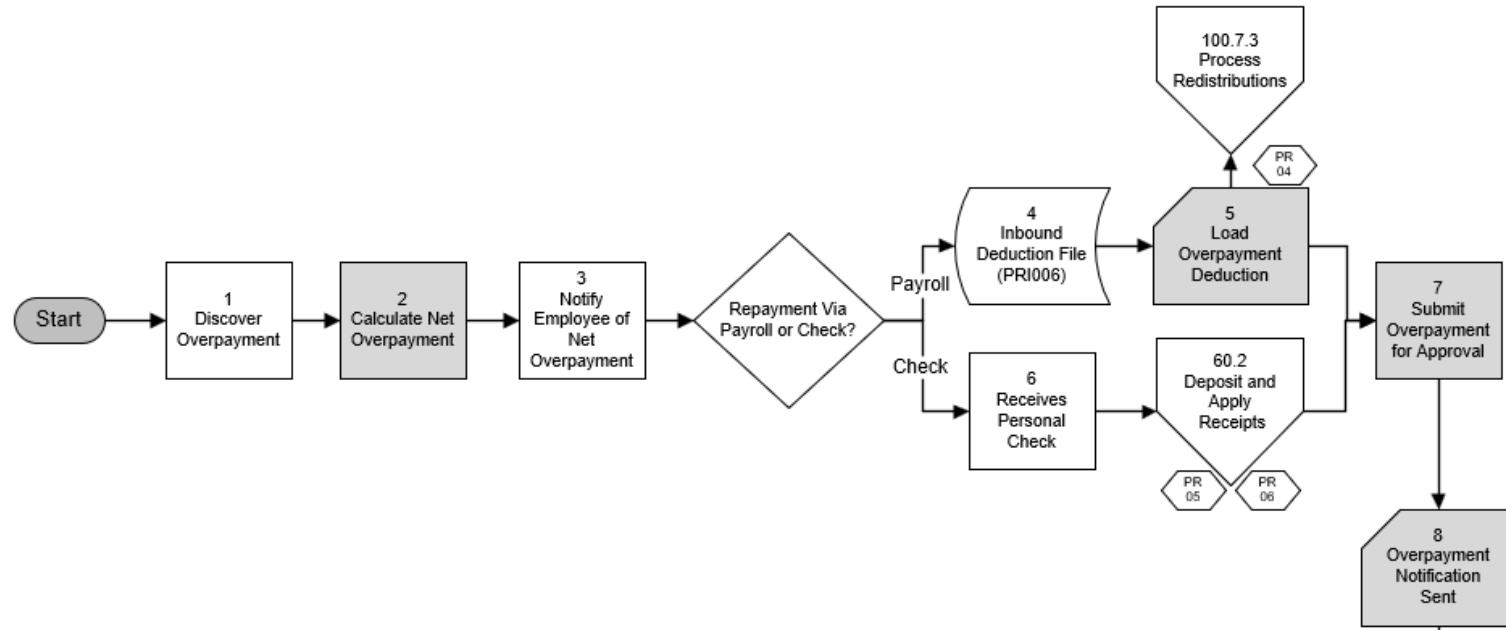 Start
1
Discover
Overpayment
2
Calculate Net
Overpayment
3
Notify
Employee of
Net
Overpayment
Repayment Via
Payroll or Check?
Payroll
4
Inbound
Deduction File
(PRI006)
5
Load
Overpayment
Deduction
PR
04
100.7.3
Process
Redistributions
Check
6
Receives
Personal
Check
60.2
Deposit and
Apply
Receipts
PR
05
PR
06
7
Submit
Overpayment
for Approval
8
Overpayment
Notification
Sent